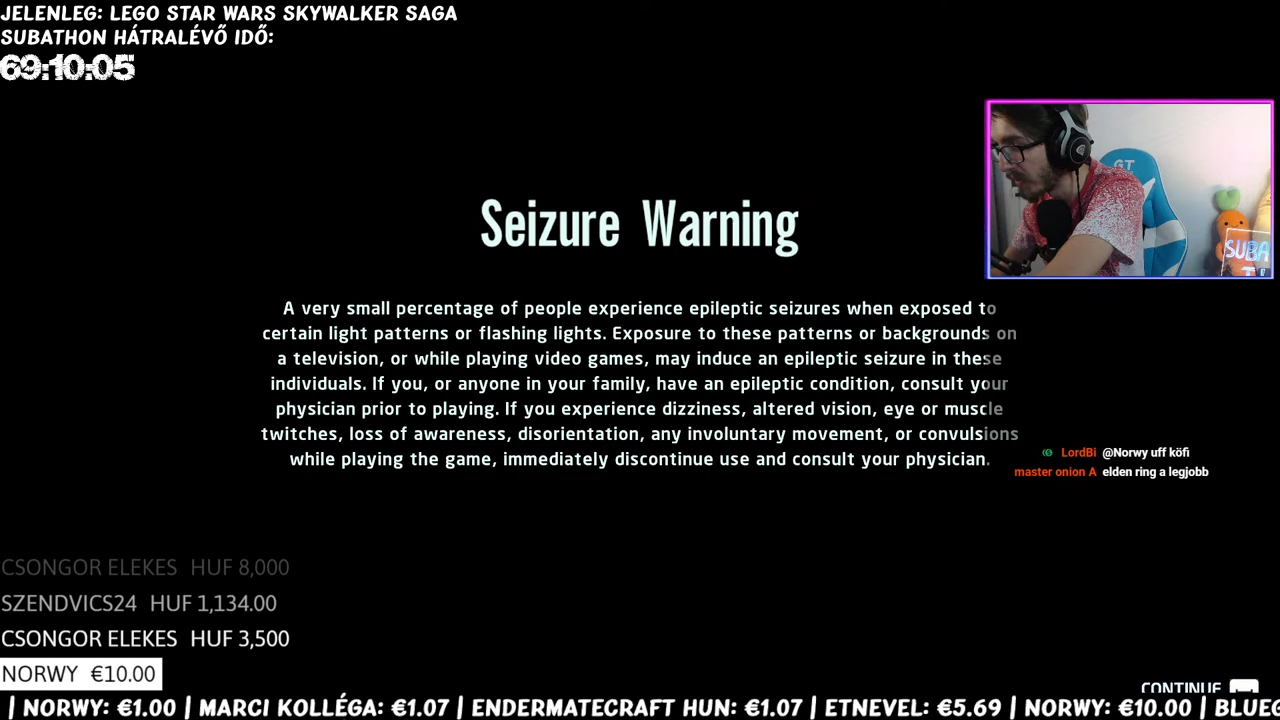 JELENLEG: LEGO STAR WARS SKYWALKER SAGA
SUBATHON HÁTRALÉVŐ IDŐ:
69:10:05
GT
SUBA
Seizure Warning
A very small percentage of people experience epileptic seizures when exposed to
certain light patterns or flashing lights. Exposure to these patterns or backgrounds on
a television, or while playing video games, may induce an epileptic seizure in these
individuals. If you, or anyone in your family, have an epileptic condition, consult your
physician prior to playing. If you experience dizziness, altered vision, eye or muscle
twitches, loss of awareness, disorientation, any involuntary movement, or convulsions
while playing the game, immediately discontinue use and consult your physician.
LordBi @Norwy uff köfi
master onion A elden ring a legjobb
CSONGOR ELEKES HUF 8,000
SZENDVICS24 HUF 1,134.00
CSONGOR ELEKES HUF 3,500
NORWY €10.00
CONTINUE
| NORWY: €1.00 | MARCI KOLLÉGA: €1.07 | ENDERMATECRAFT HUN: €1.07 | ETNEVEL: €5.69 | NORWY: €10.00 |